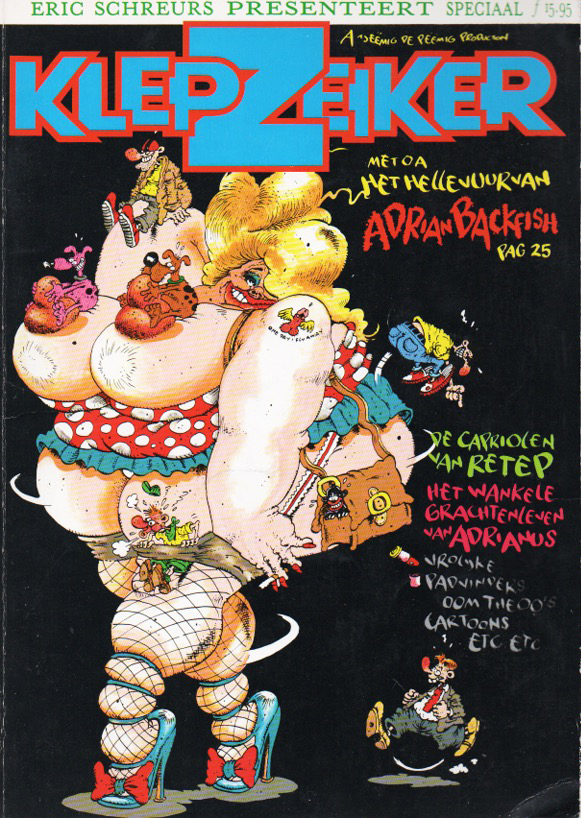 ERIC SCHREURS PRESENTEERT SPECIAAL ƒ 15.95
KLEPZEIKER
MET O A
HET HELLEVUUR VAN
ADRIAN BACKFISH
PAG 25
DE CAPRIOLEN
VAN RETEP
HET WANKELE
GRACHTENLEVEN
VAN ADRIANUS
VROLIJKE
PADVINDERS
OOM THEOO'S
CARTOONS
ETC ETC